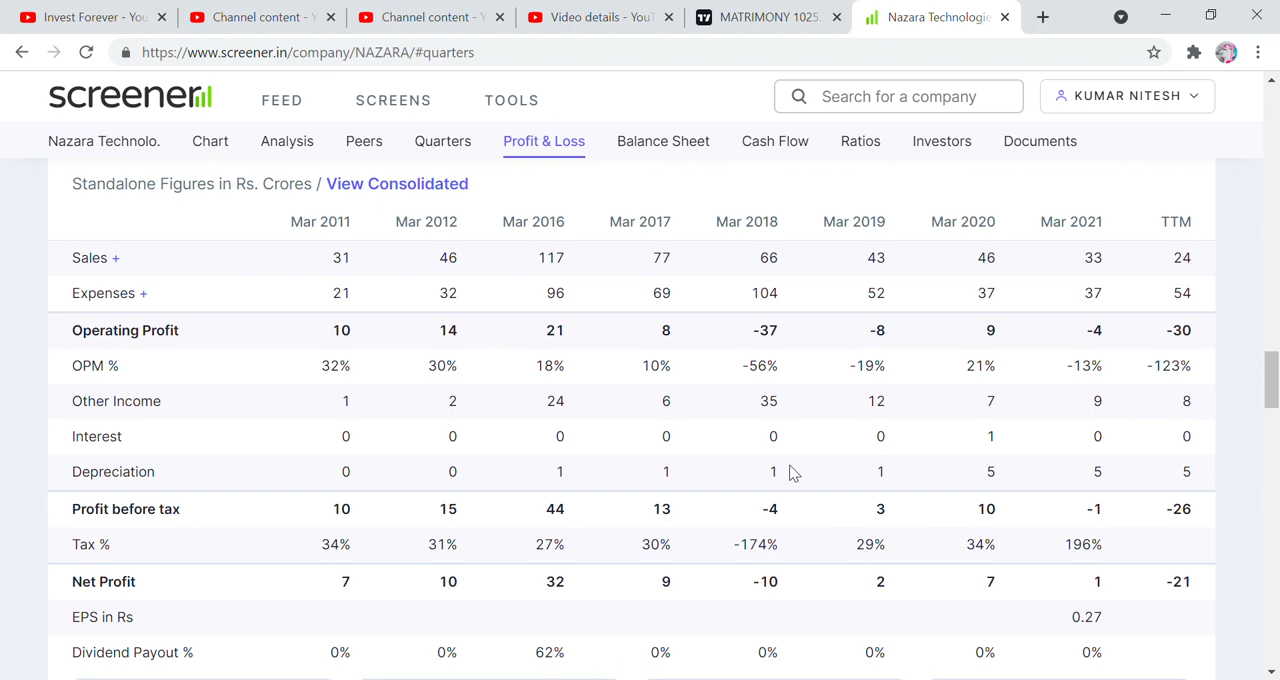 Invest Forever - You
Channel content - Y
Channel content - Y
Video details - YouT
MATRIMONY 1025.
Nazara Technologie
https://www.screener.in/company/NAZARA/#quarters
screener
FEED
SCREENS
TOOLS
Search for a company
KUMAR NITESH
Nazara Technolo. Chart Analysis Peers Quarters Profit & Loss Balance Sheet Cash Flow Ratios Investors Documents
Standalone Figures in Rs. Crores / View Consolidated
Mar 2011 Mar 2012 Mar 2016 Mar 2017 Mar 2018 Mar 2019 Mar 2020 Mar 2021 TTM
Sales + 31 46 117 77 66 43 46 33 24
Expenses + 21 32 96 69 104 52 37 37 54
Operating Profit 10 14 21 8 -37 -8 9 -4 -30
OPM % 32% 30% 18% 10% -56% -19% 21% -13% -123%
Other Income 1 2 24 6 35 12 7 9 8
Interest 0 0 0 0 0 0 1 0 0
Depreciation 0 0 1 1 1 1 5 5 5
Profit before tax 10 15 44 13 -4 3 10 -1 -26
Tax % 34% 31% 27% 30% -174% 29% 34% 196%
Net Profit 7 10 32 9 -10 2 7 1 -21
EPS in Rs 0.27
Dividend Payout % 0% 0% 62% 0% 0% 0% 0% 0%